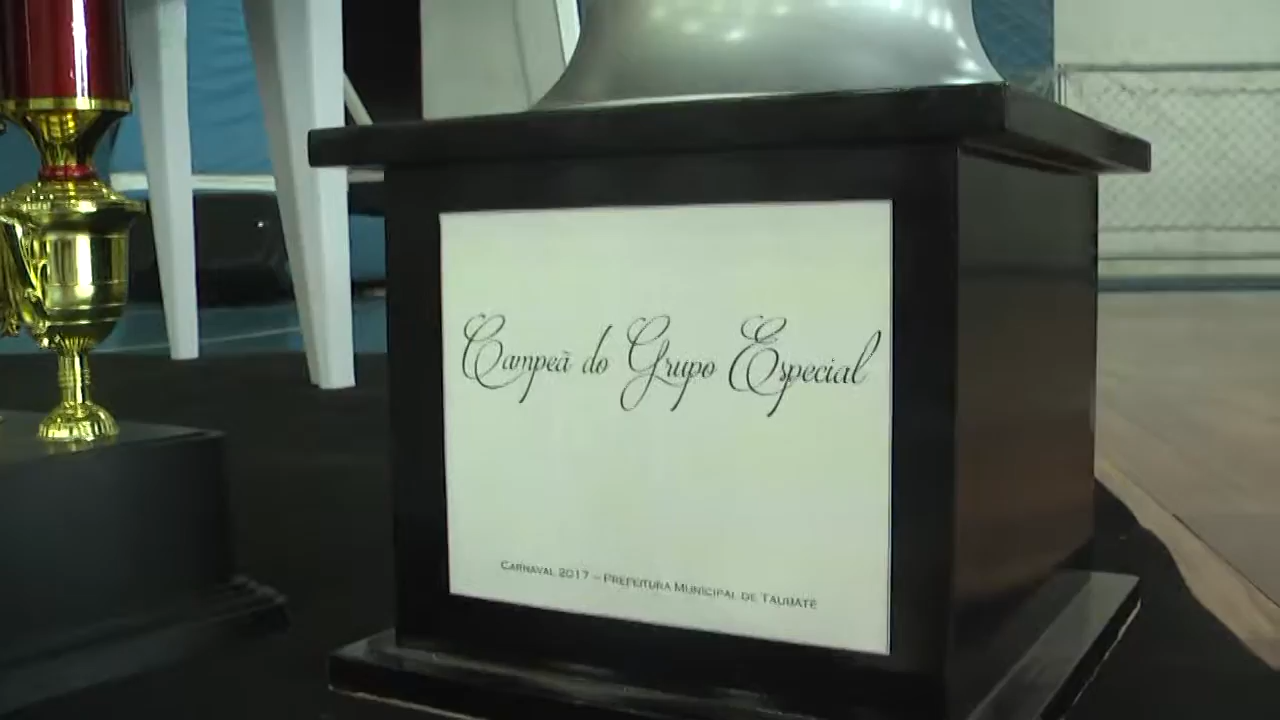 Campeã do Grupo Especial
Carnaval 2017 – Prefeitura Municipal de Taubaté